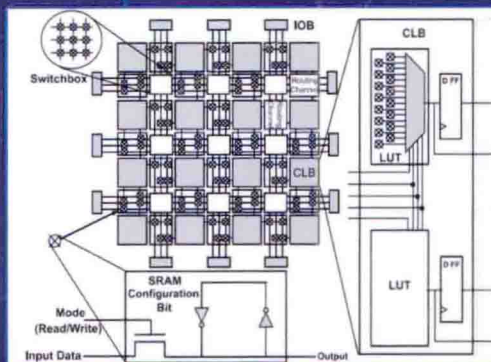 IOB
CLB
Switchbox
Routing
Channel
D FF
LUT
CLB
SRAM
Configuration
Bit
Mode
(Read/Write)
Input Data
Output
LUT
D FF